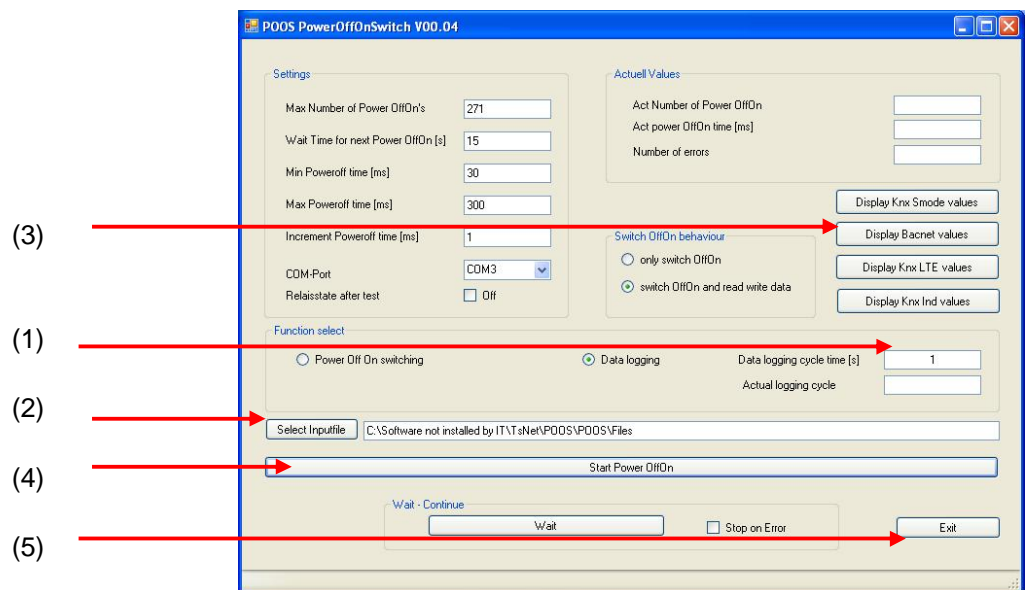 POOS PowerOffOnSwitch V00.04
Settings
Max Number of Power OffOn's 271
Wait Time for next Power OffOn [s] 15
Min Poweroff time [ms] 30
Max Poweroff time [ms] 300
Increment Poweroff time [ms] 1
COM-Port COM3
Relaisstate after test Off
Actuell Values
Act Number of Power OffOn
Act power OffOn time [ms]
Number of errors
Display Knx Smode values
(3)
Display Bacnet values
Display Knx LTE values
Display Knx Ind values
Switch OffOn behaviour
only switch OffOn
switch OffOn and read write data
Function select
(1)
Power Off On switching
Data logging
Data logging cycle time [s] 1
Actual logging cycle
(2)
Select Inputfile C:\Software not installed by IT\TsNet\POOS\POOS\Files
(4)
Start Power OffOn
Wait - Continue
Wait
Stop on Error
(5)
Exit